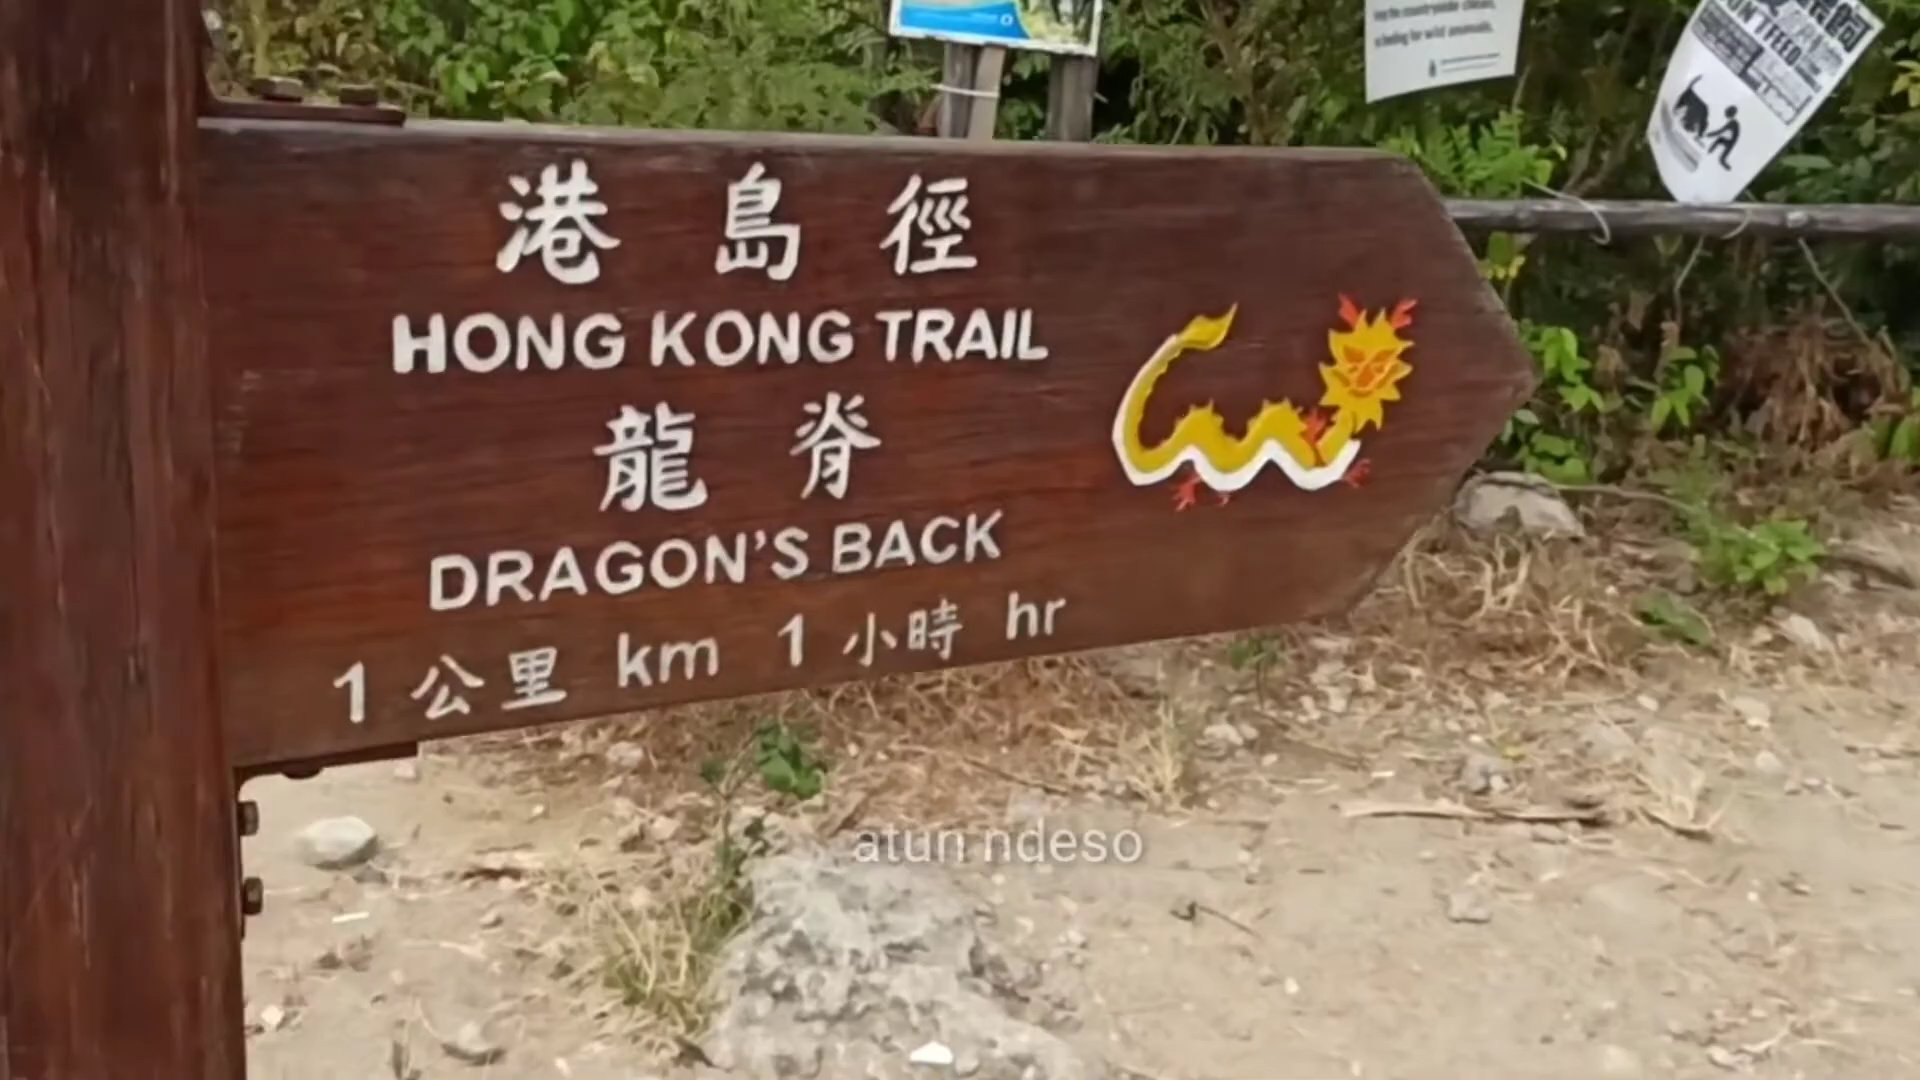 港島徑
HONG KONG TRAIL
龍脊
DRAGON'S BACK
1 公里 km 1 小時 hr
atun ndeso